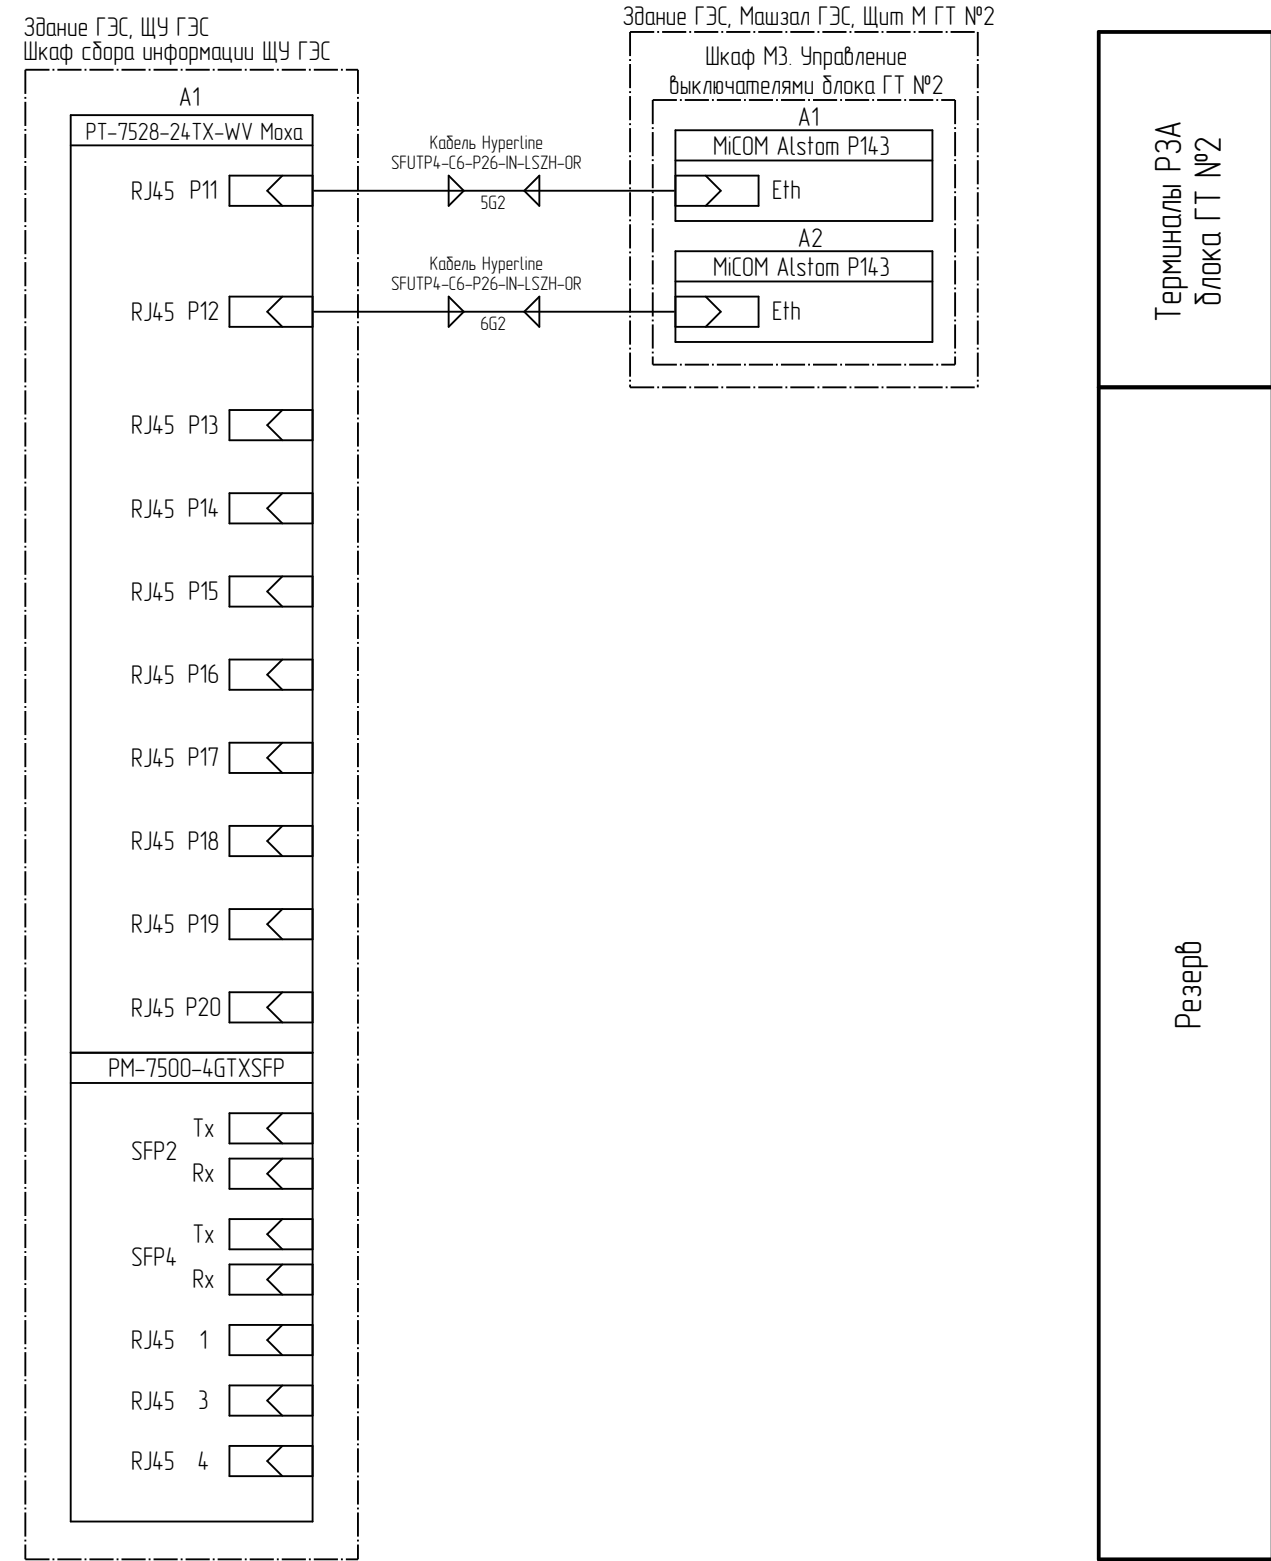 Здание ГЭС, ЩУ ГЭС
Шкаф сбора информации ЩУ ГЭС
А1
PT-7528-24TX-WV Moxa
RJ45 P11
RJ45 P12
RJ45 P13
RJ45 P14
RJ45 P15
RJ45 P16
RJ45 P17
RJ45 P18
RJ45 P19
RJ45 P20
PM-7500-4GTXSFP
SFP2
Tx
Rx
SFP4
Tx
Rx
RJ45 1
RJ45 3
RJ45 4
Кабель Hyperline
SFUTP4-C6-P26-IN-LSZH-OR
5G2
Кабель Hyperline
SFUTP4-C6-P26-IN-LSZH-OR
6G2
Здание ГЭС, Машзал ГЭС, Щит М ГТ №2
Шкаф М3. Управление
выключателями блока ГТ №2
А1
MiCOM Alstom P143
Eth
А2
MiCOM Alstom P143
Eth
Терминалы РЗА
блока ГТ №2
Резерв